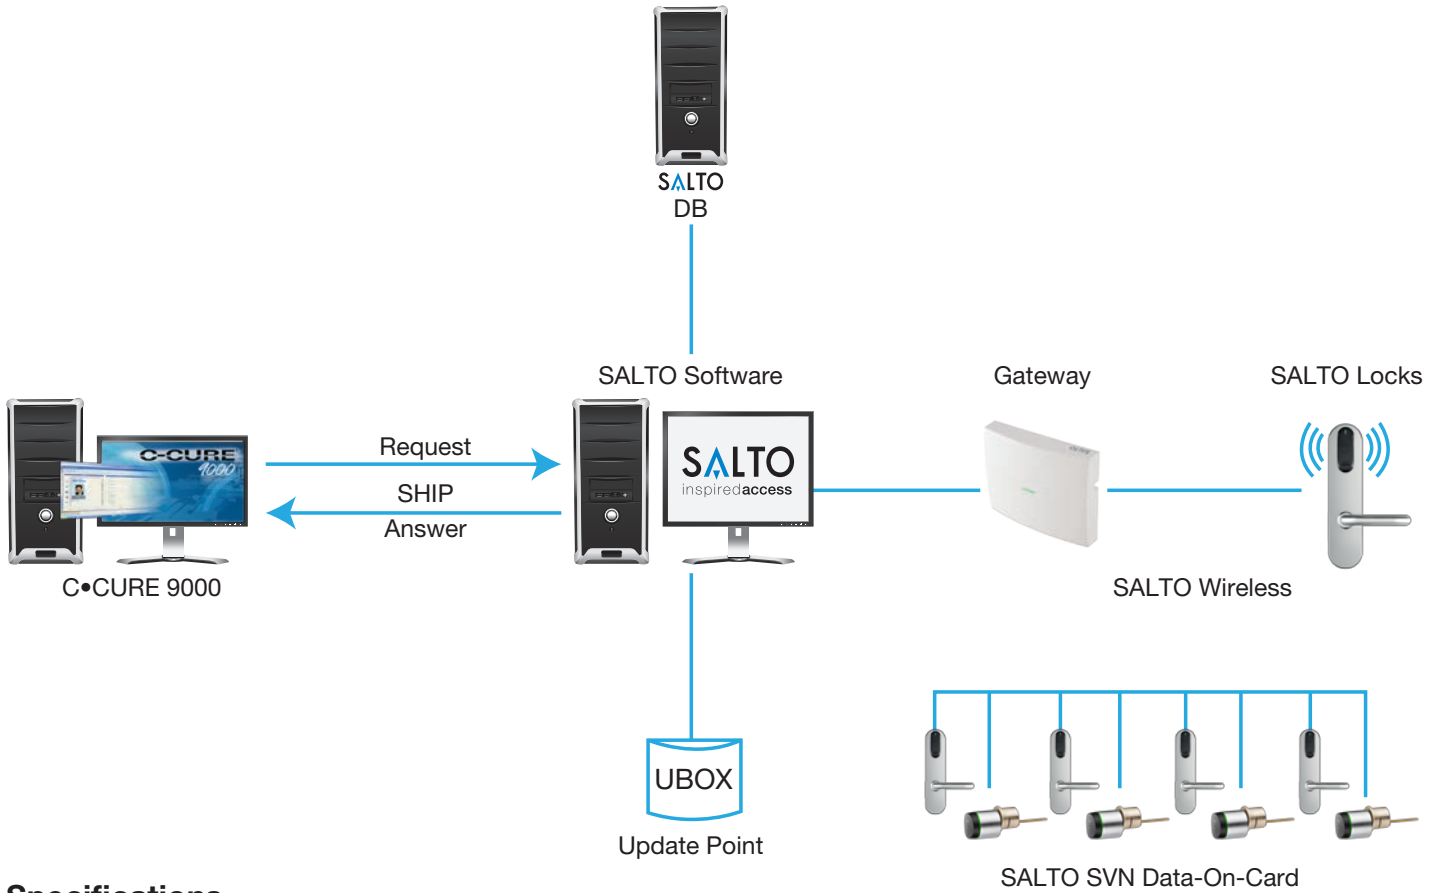 SALTO
DB
SALTO Software
Gateway
SALTO Locks
C-CURE
9000
Request
SHIP
Answer
SALTO
inspiredaccess
C•CURE 9000
SALTO Wireless
UBOX
Update Point
SALTO SVN Data-On-Card
Specifications